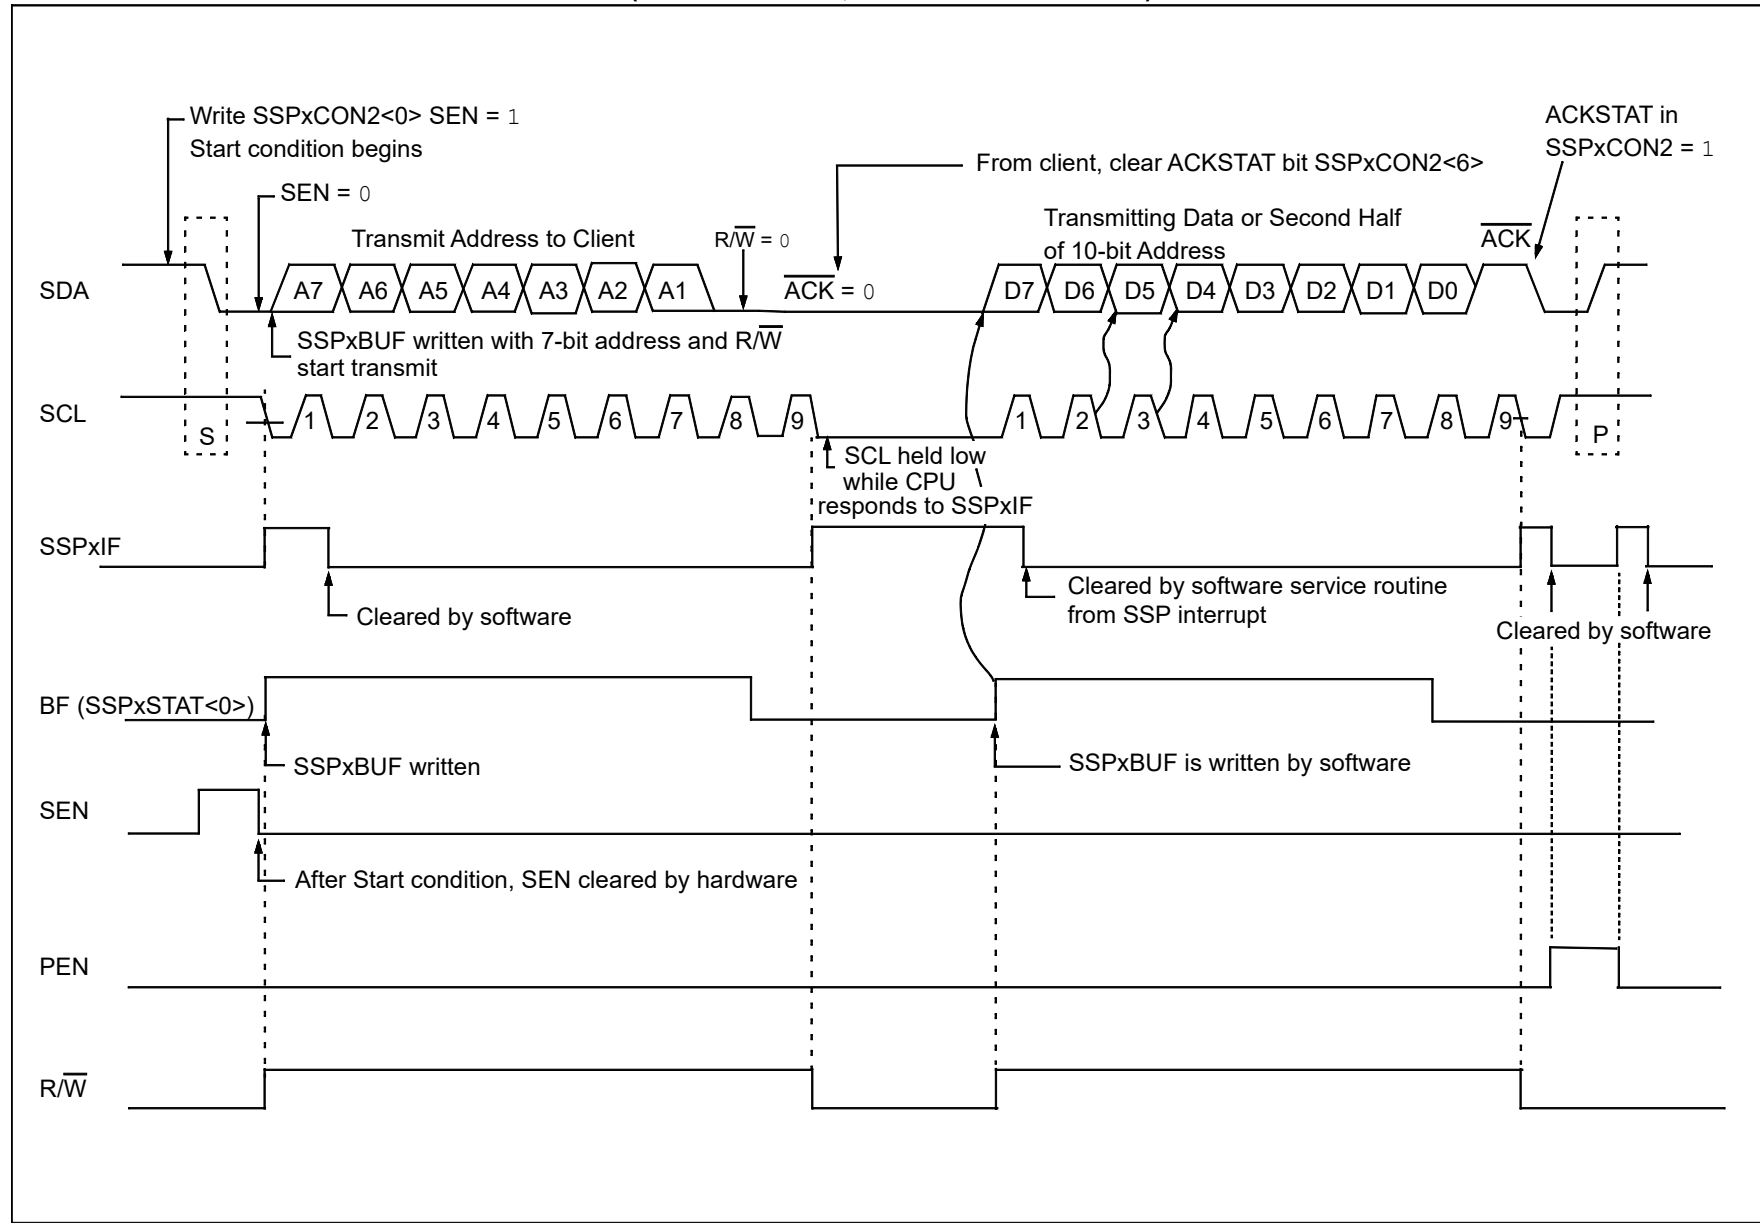 Write SSPxCON2<0> SEN = 1
Start condition begins
ACKSTAT in
SSPxCON2 = 1
From client, clear ACKSTAT bit SSPxCON2<6>
SEN = 0
Transmitting Data or Second Half
of 10-bit Address
Transmit Address to Client
R/W̅ = 0
A̅C̅K̅
SDA
A7 A6 A5 A4 A3 A2 A1
A̅C̅K̅ = 0
D7 D6 D5 D4 D3 D2 D1 D0
SSPxBUF written with 7-bit address and R/W̅
start transmit
SCL
S
1 2 3 4 5 6 7 8 9
1 2 3 4 5 6 7 8 9
P
SCL held low
while CPU
responds to SSPxIF
SSPxIF
Cleared by software
Cleared by software service routine
from SSP interrupt
Cleared by software
BF (SSPxSTAT<0>)
SSPxBUF written
SSPxBUF is written by software
SEN
After Start condition, SEN cleared by hardware
PEN
R/W̅